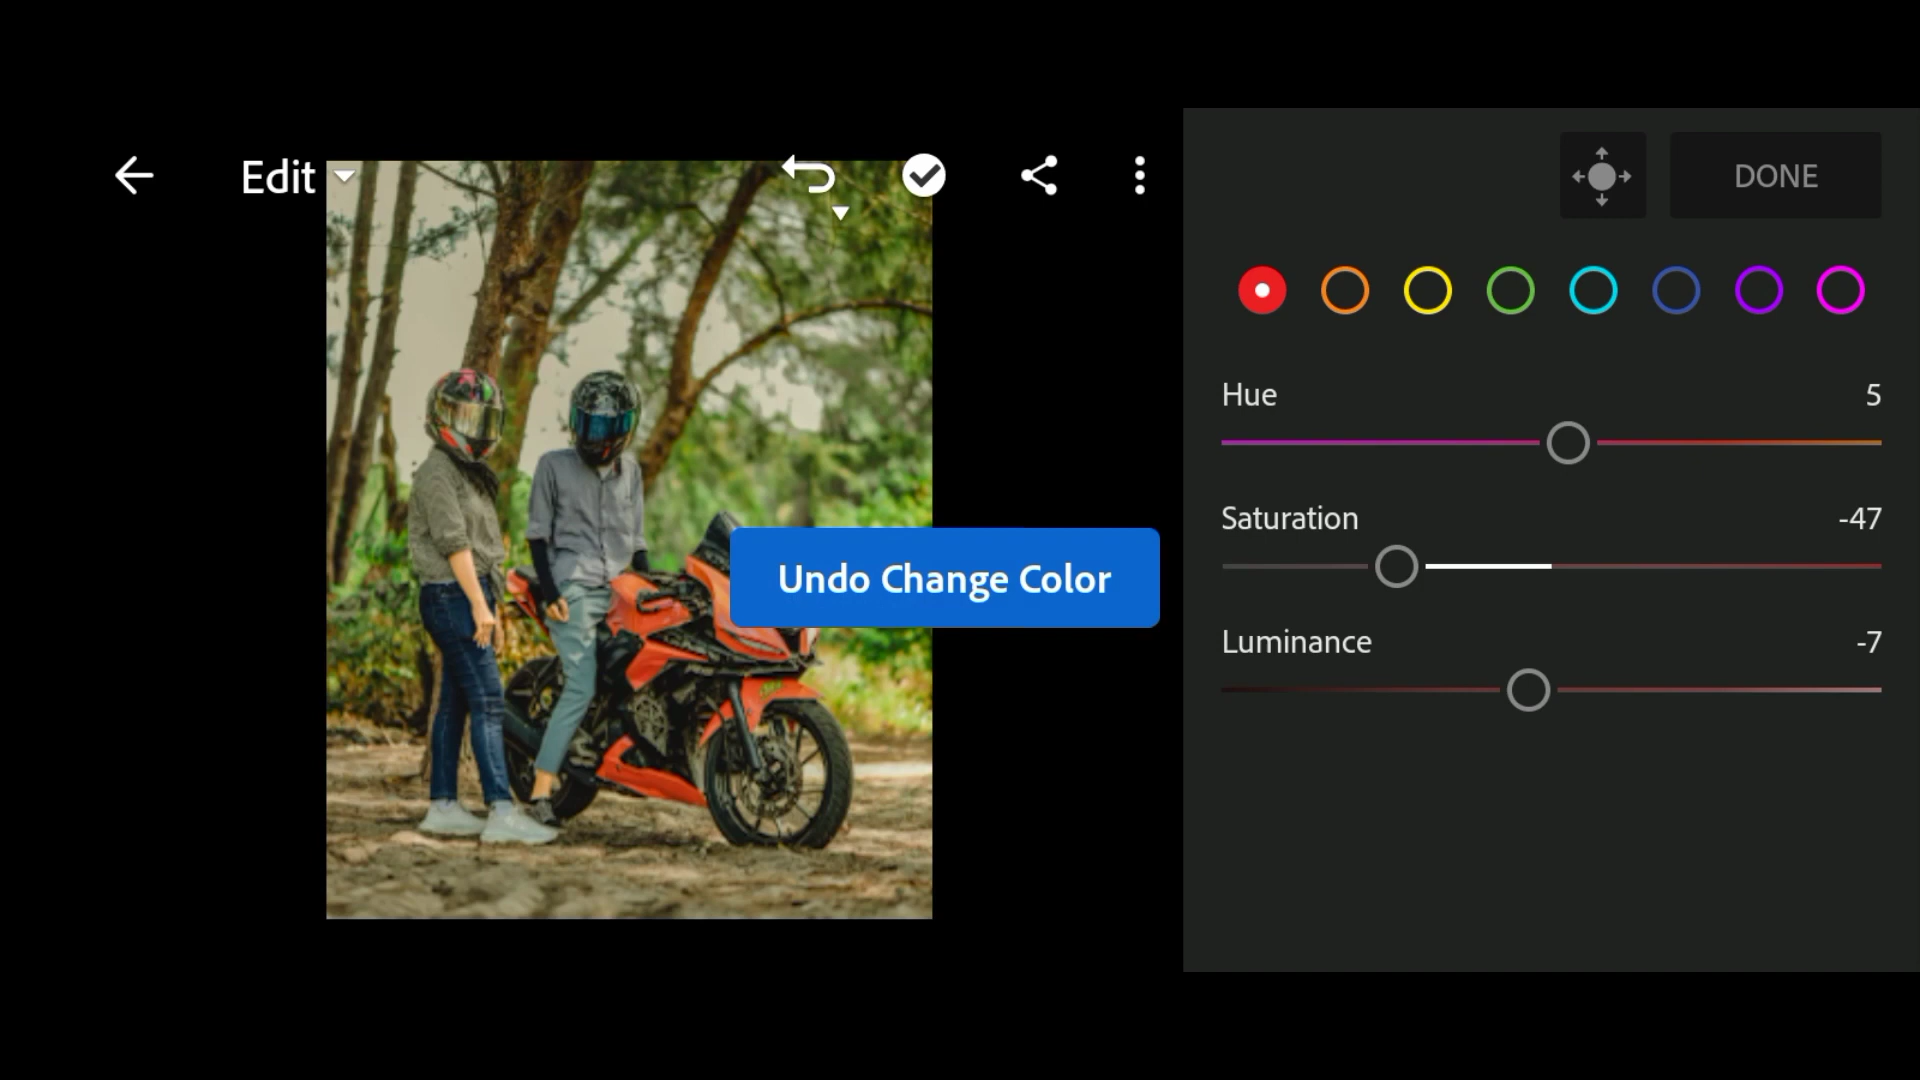 Edit
DONE
Hue
5
Saturation
-47
Undo Change Color
Luminance
-7